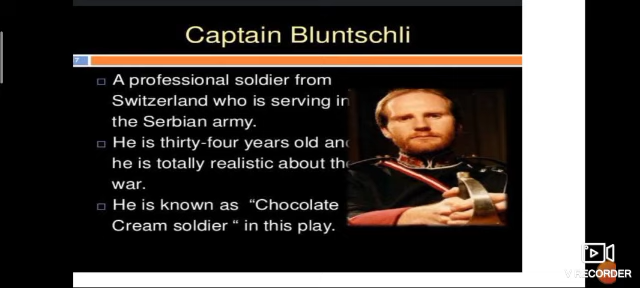 Captain Bluntschli
7
A professional soldier from
Switzerland who is serving in
the Serbian army.
He is thirty-four years old and
he is totally realistic about the
war.
He is known as "Chocolate
Cream soldier " in this play.
V RECORDER